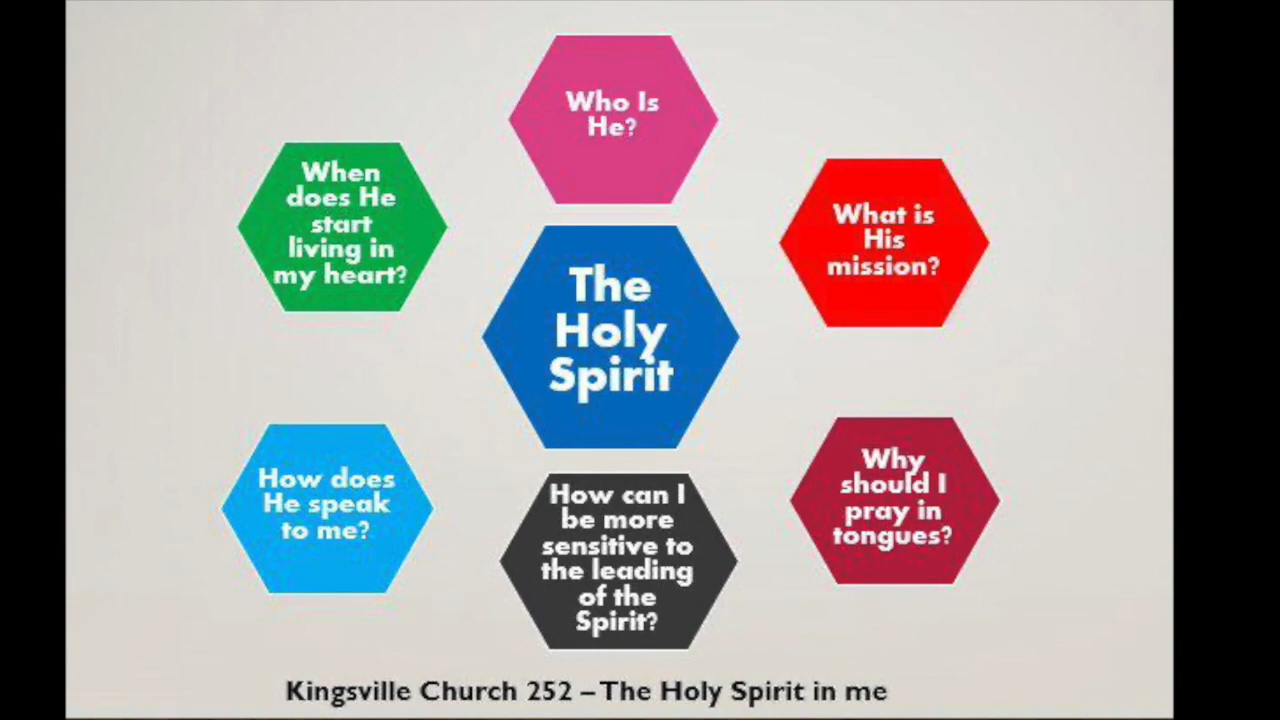 Who Is
He?
When
does He
start
living in
my heart?
What is
His
mission?
The
Holy
Spirit
How does
He speak
to me?
How can I
be more
sensitive to
the leading
of the
Spirit?
Why
should I
pray in
tongues?
Kingsville Church 252 – The Holy Spirit in me